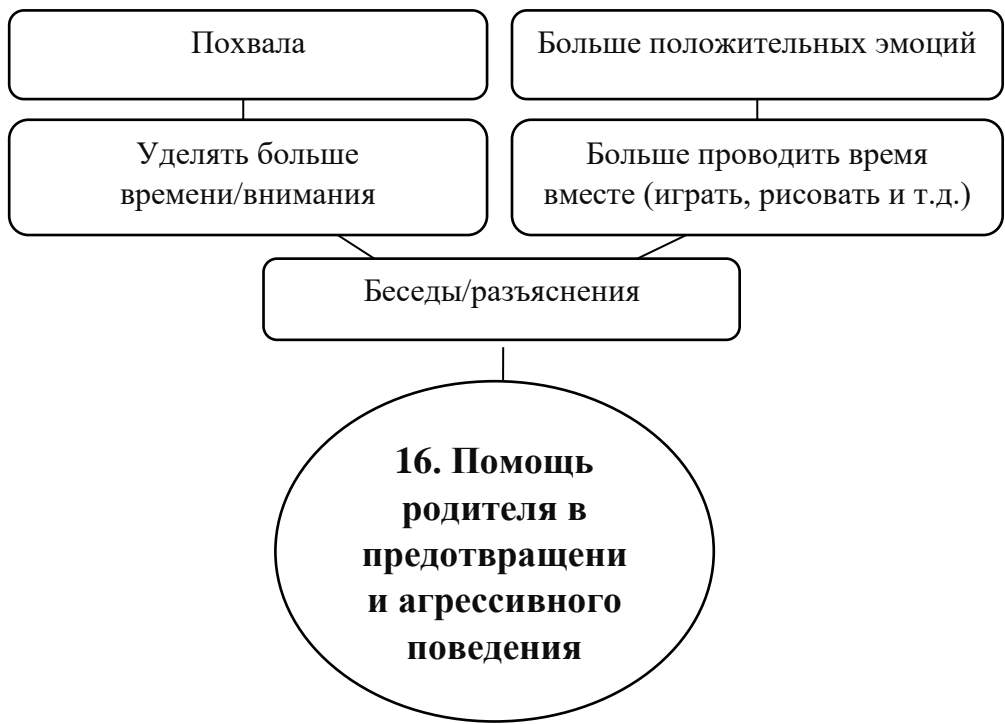 Похвала
Больше положительных эмоций
Уделять больше
времени/внимания
Больше проводить время
вместе (играть, рисовать и т.д.)
Беседы/разъяснения
16. Помощь
родителя в
предотвращени
и агрессивного
поведения